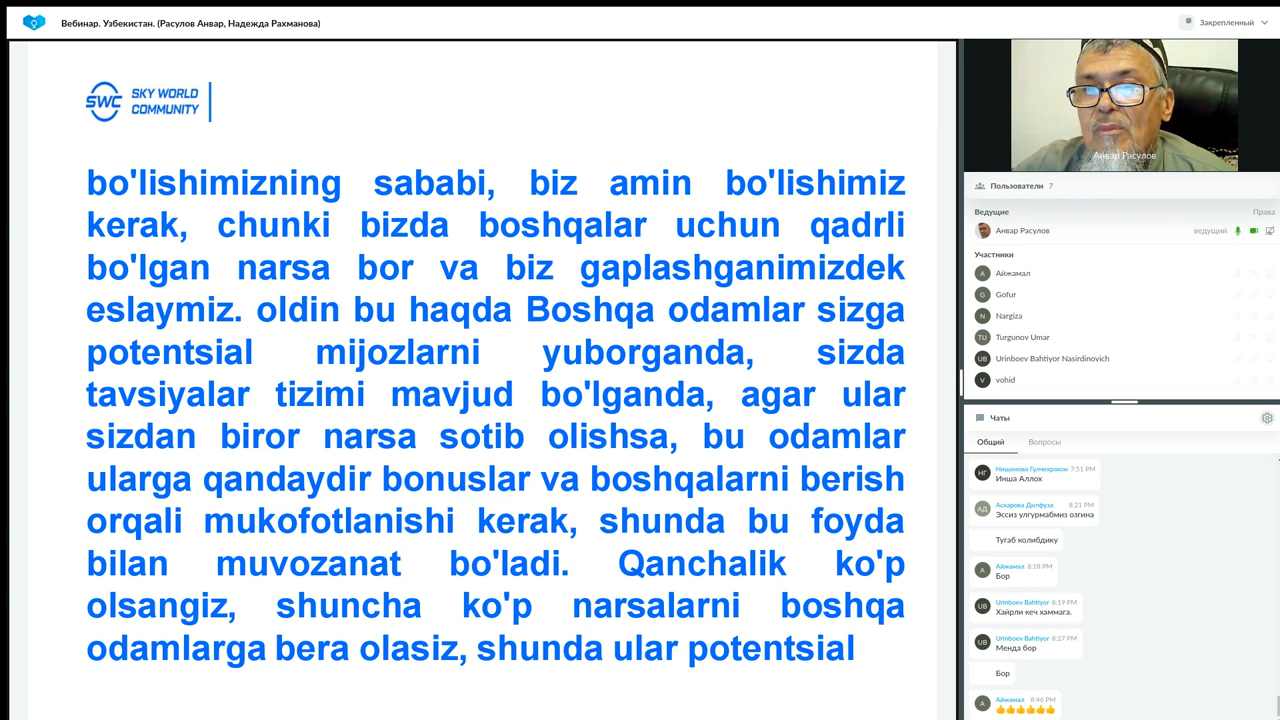 Вебинар. Узбекистан. (Расулов Анвар, Надежда Рахманова)
Закрепленный
SWC
SKY WORLD
COMMUNITY
bo'lishimizning sababi, biz amin bo'lishimiz
kerak, chunki bizda boshqalar uchun qadrli
bo'lgan narsa bor va biz gaplashganimizdek
eslaymiz. oldin bu haqda Boshqa odamlar sizga
potentsial mijozlarni yuborganda, sizda
tavsiyalar tizimi mavjud bo'lganda, agar ular
sizdan biror narsa sotib olishsa, bu odamlar
ularga qandaydir bonuslar va boshqalarni berish
orqali mukofotlanishi kerak, shunda bu foyda
bilan muvozanat bo'ladi. Qanchalik ko'p
olsangiz, shuncha ko'p narsalarni boshqa
odamlarga bera olasiz, shunda ular potentsial
Анвар Расулов
Пользователи 7
Ведущие Права
Анвар Расулов ведущий
А Айжамал
G Gofur
N Nargiza
TU Turgunov Umar
UB Urinboev Bahtiyor Nasirdinovich
V vohid
Чаты
Общий Вопросы
НГ Нишонова Гулчехрахон 7:51 PM
Инша Аллох
АД Аскарова Дилфуза 8:21 PM
Эссиз улгурмабмиз озгина
Тугаб колибдику
А Айжамал 8:18 PM
Бор
UB Urinboev Bahtiyor 8:19 PM
Хайрли кеч хаммага.
UB Urinboev Bahtiyor 8:27 PM
Менда бор
Бор
А Айжамал 8:46 PM
👍👍👍👍👍👍